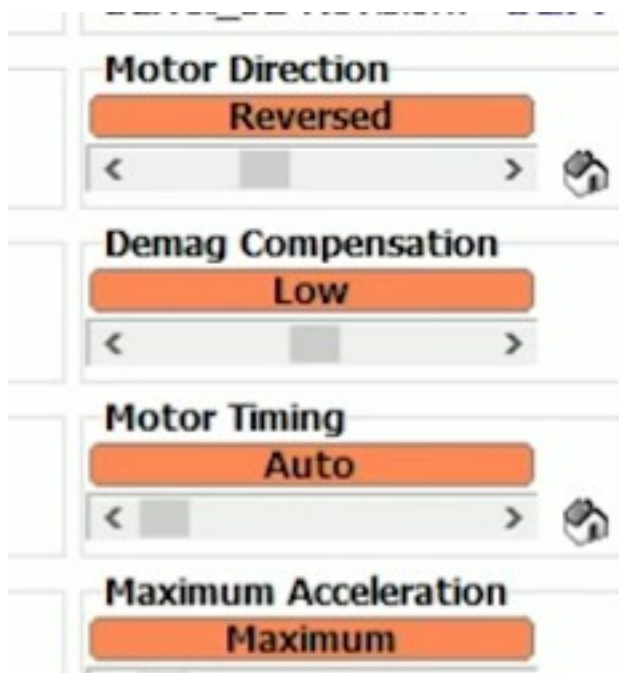 Motor Direction
Reversed
Demag Compensation
Low
Motor Timing
Auto
Maximum Acceleration
Maximum